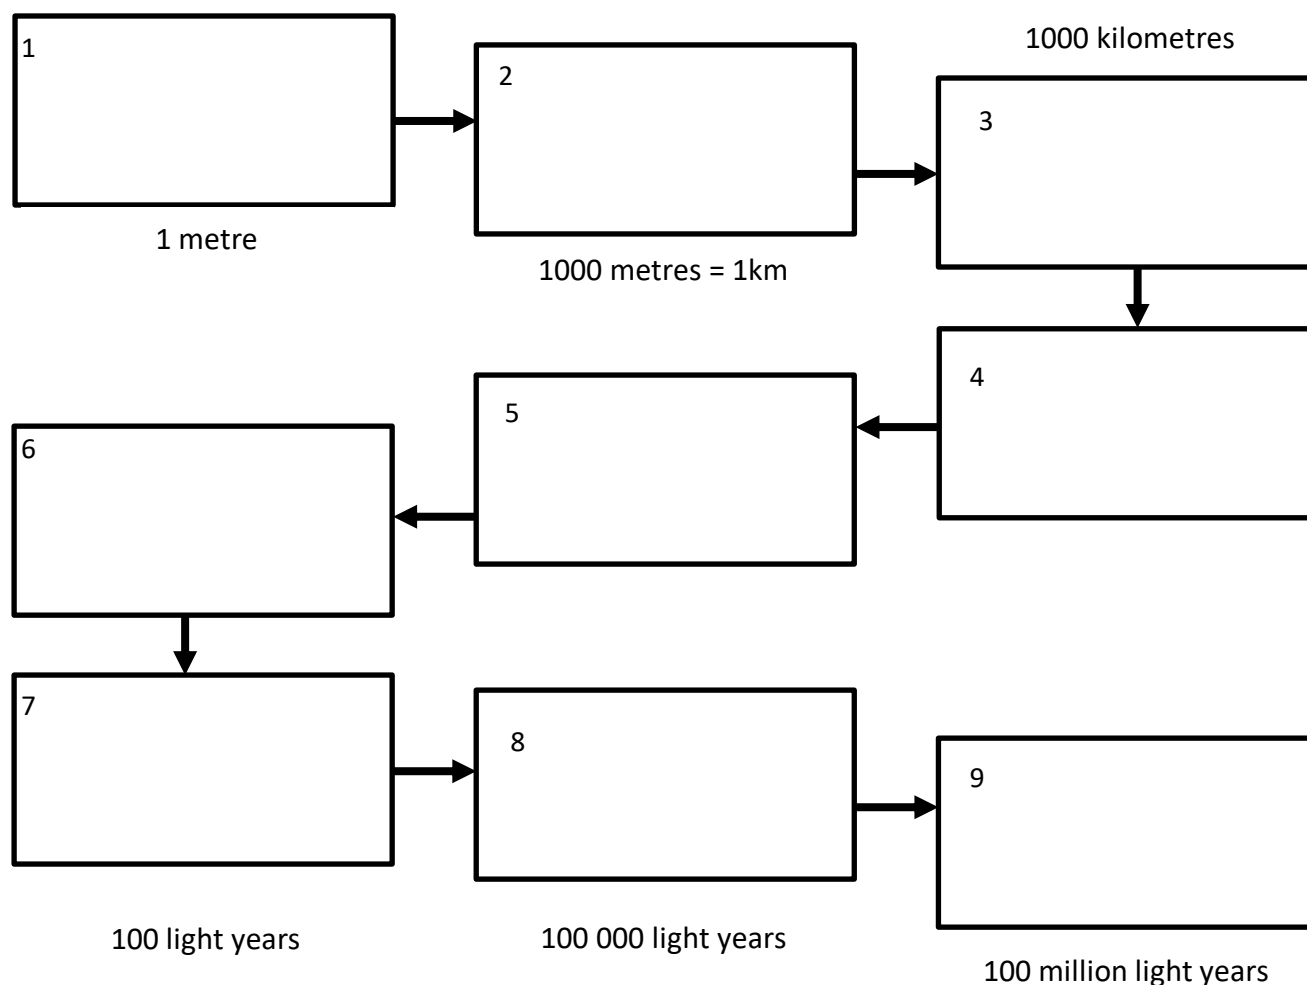 1
1 metre
2
1000 metres = 1km
1000 kilometres
3
4
5
6
7
100 light years
8
100 000 light years
9
100 million light years